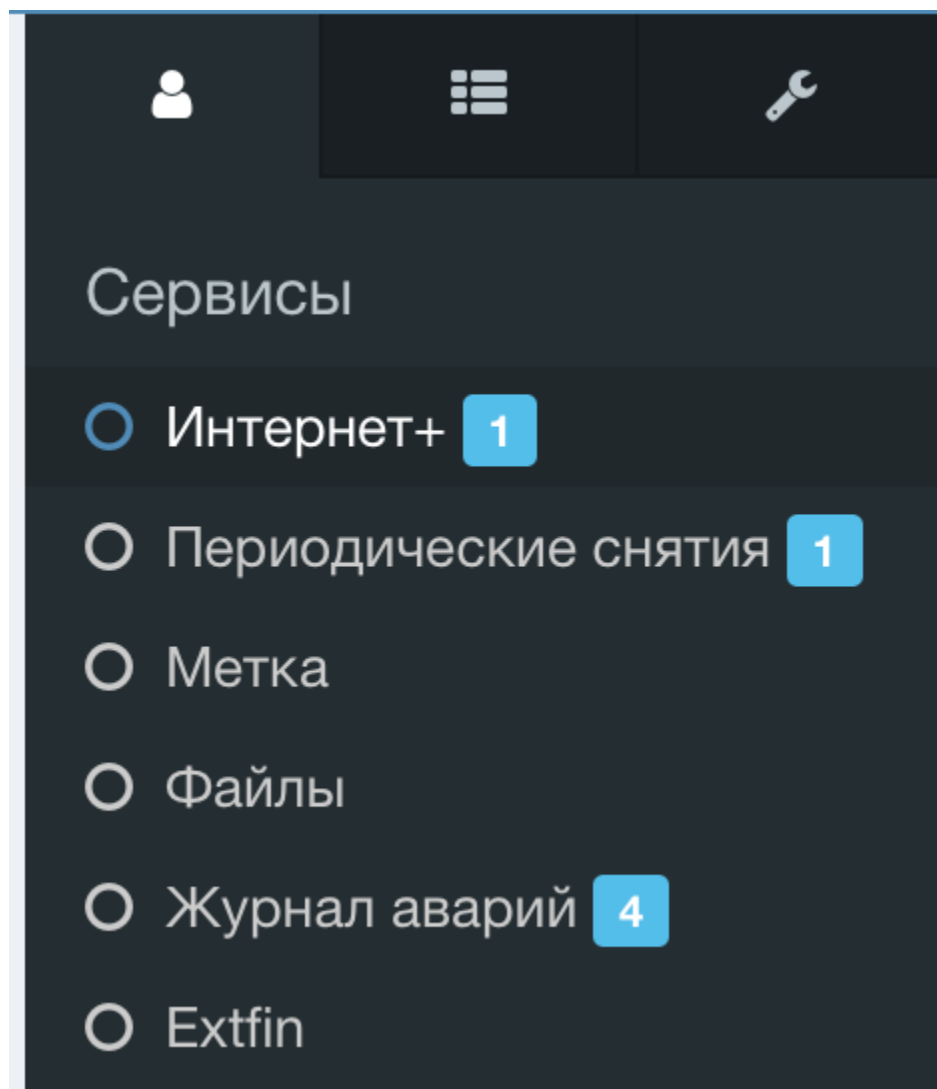 Сервисы
Интернет+ 1
Периодические снятия 1
Метка
Файлы
Журнал аварий 4
Extfin